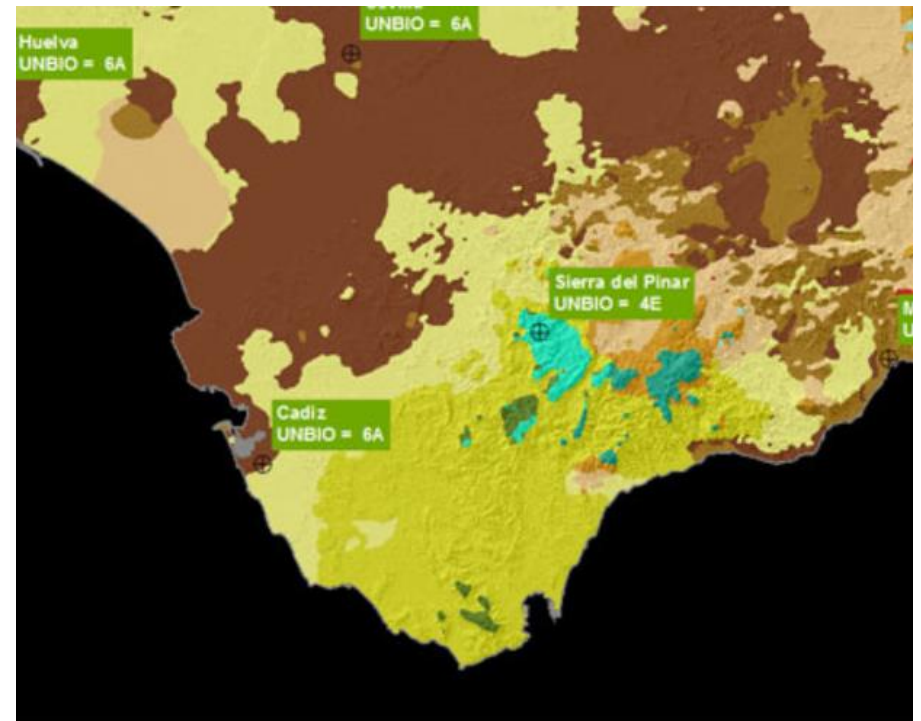 UNBIO = 6A
Huelva
UNBIO = 6A
Sierra del Pinar
UNBIO = 4E
M
U
Cadiz
UNBIO = 6A